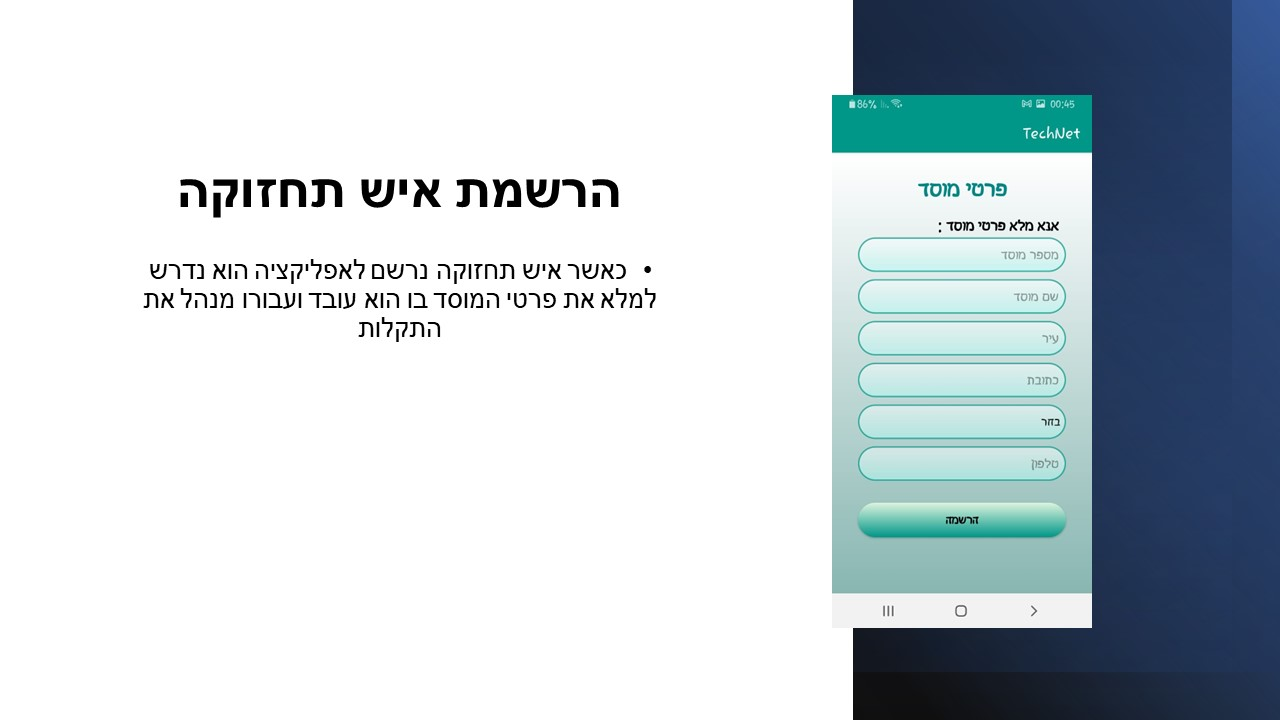 הרשמת איש תחזוקה
• כאשר איש תחזוקה נרשם לאפליקציה הוא נדרש
למלא את פרטי המוסד בו הוא עובד ועבורו מנהל את
התקלות
86% 00:45
TechNet
פרטי מוסד
אנא מלא פרטי מוסד :
מספר מוסד
שם מוסד
עיר
כתובת
בחר
טלפון
הרשמה